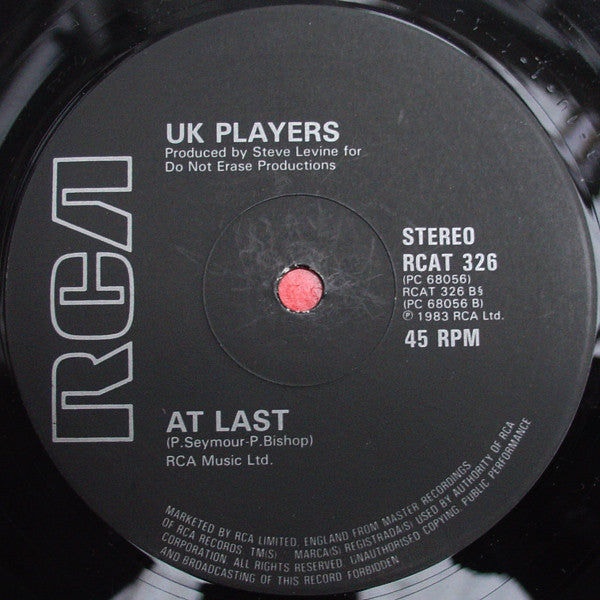 RCA
UK PLAYERS
Produced by Steve Levine for
Do Not Erase Productions
STEREO
RCAT 326
(PC 68056)
RCAT 326 B§
(PC 68056 B)
℗ 1983 RCA Ltd.
45 RPM
AT LAST
(P.Seymour-P.Bishop)
RCA Music Ltd.
MARKETED BY RCA LIMITED, ENGLAND FROM MASTER RECORDINGS
OF RCA RECORDS TM(S) · MARCA(S) REGISTRADA(S) USED BY AUTHORITY OF RCA
CORPORATION. ALL RIGHTS RESERVED. UNAUTHORISED COPYING, PUBLIC PERFORMANCE
AND BROADCASTING OF THIS RECORD FORBIDDEN